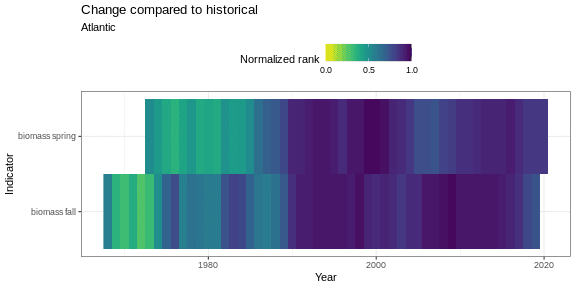 Change compared to historical
Atlantic
Normalized rank
0.0 0.5 1.0
Indicator
biomass spring
biomass fall
1980 2000 2020
Year